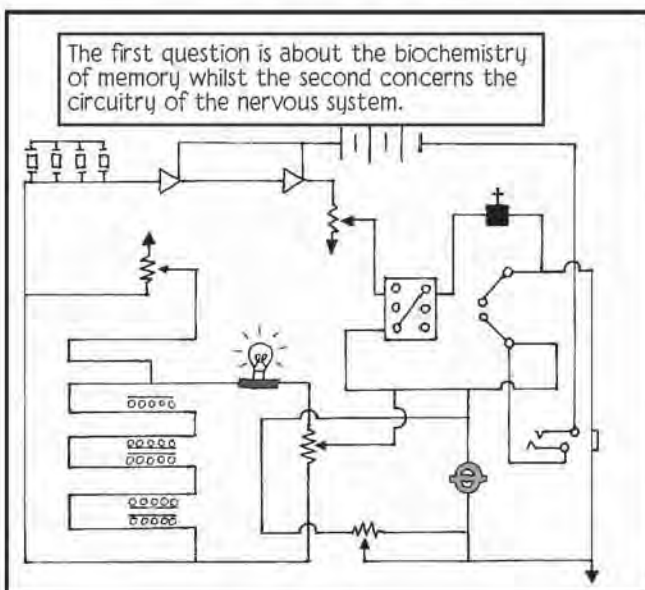 The first question is about the biochemistry
of memory whilst the second concerns the
circuitry of the nervous system.